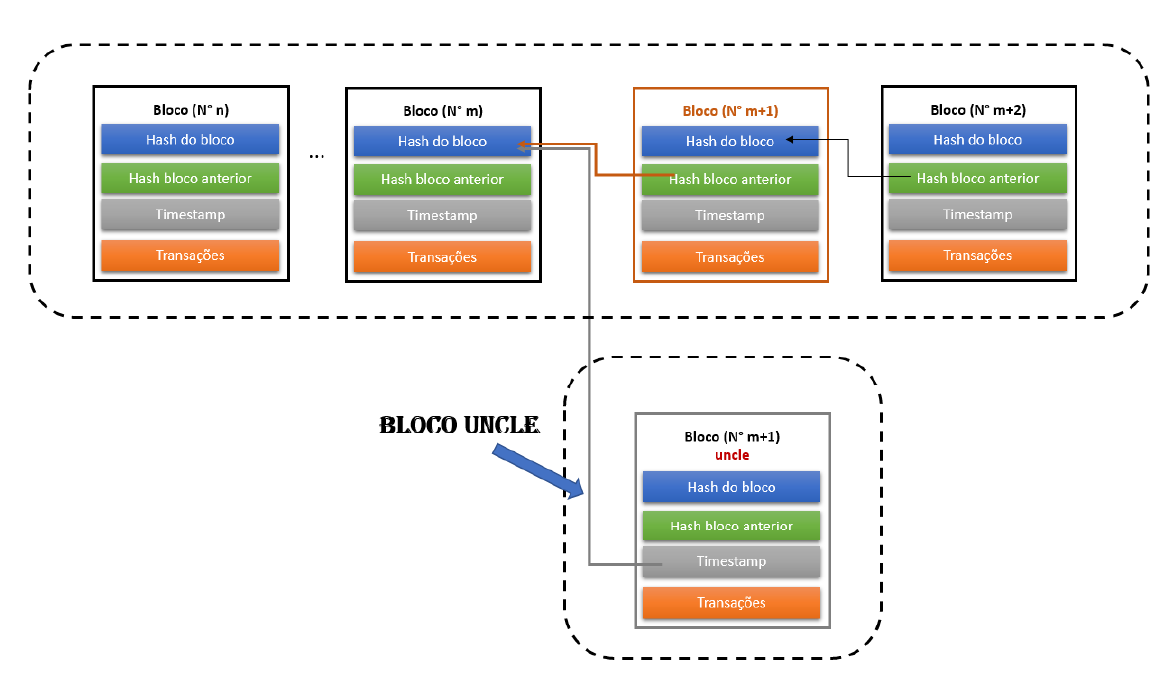 Bloco (N° n)
Hash do bloco
Hash bloco anterior
Timestamp
Transações
...
Bloco (N° m)
Hash do bloco
Hash bloco anterior
Timestamp
Transações
Bloco (N° m+1)
Hash do bloco
Hash bloco anterior
Timestamp
Transações
Bloco (N° m+2)
Hash do bloco
Hash bloco anterior
Timestamp
Transações
BLOCO UNCLE
Bloco (N° m+1)
uncle
Hash do bloco
Hash bloco anterior
Timestamp
Transações